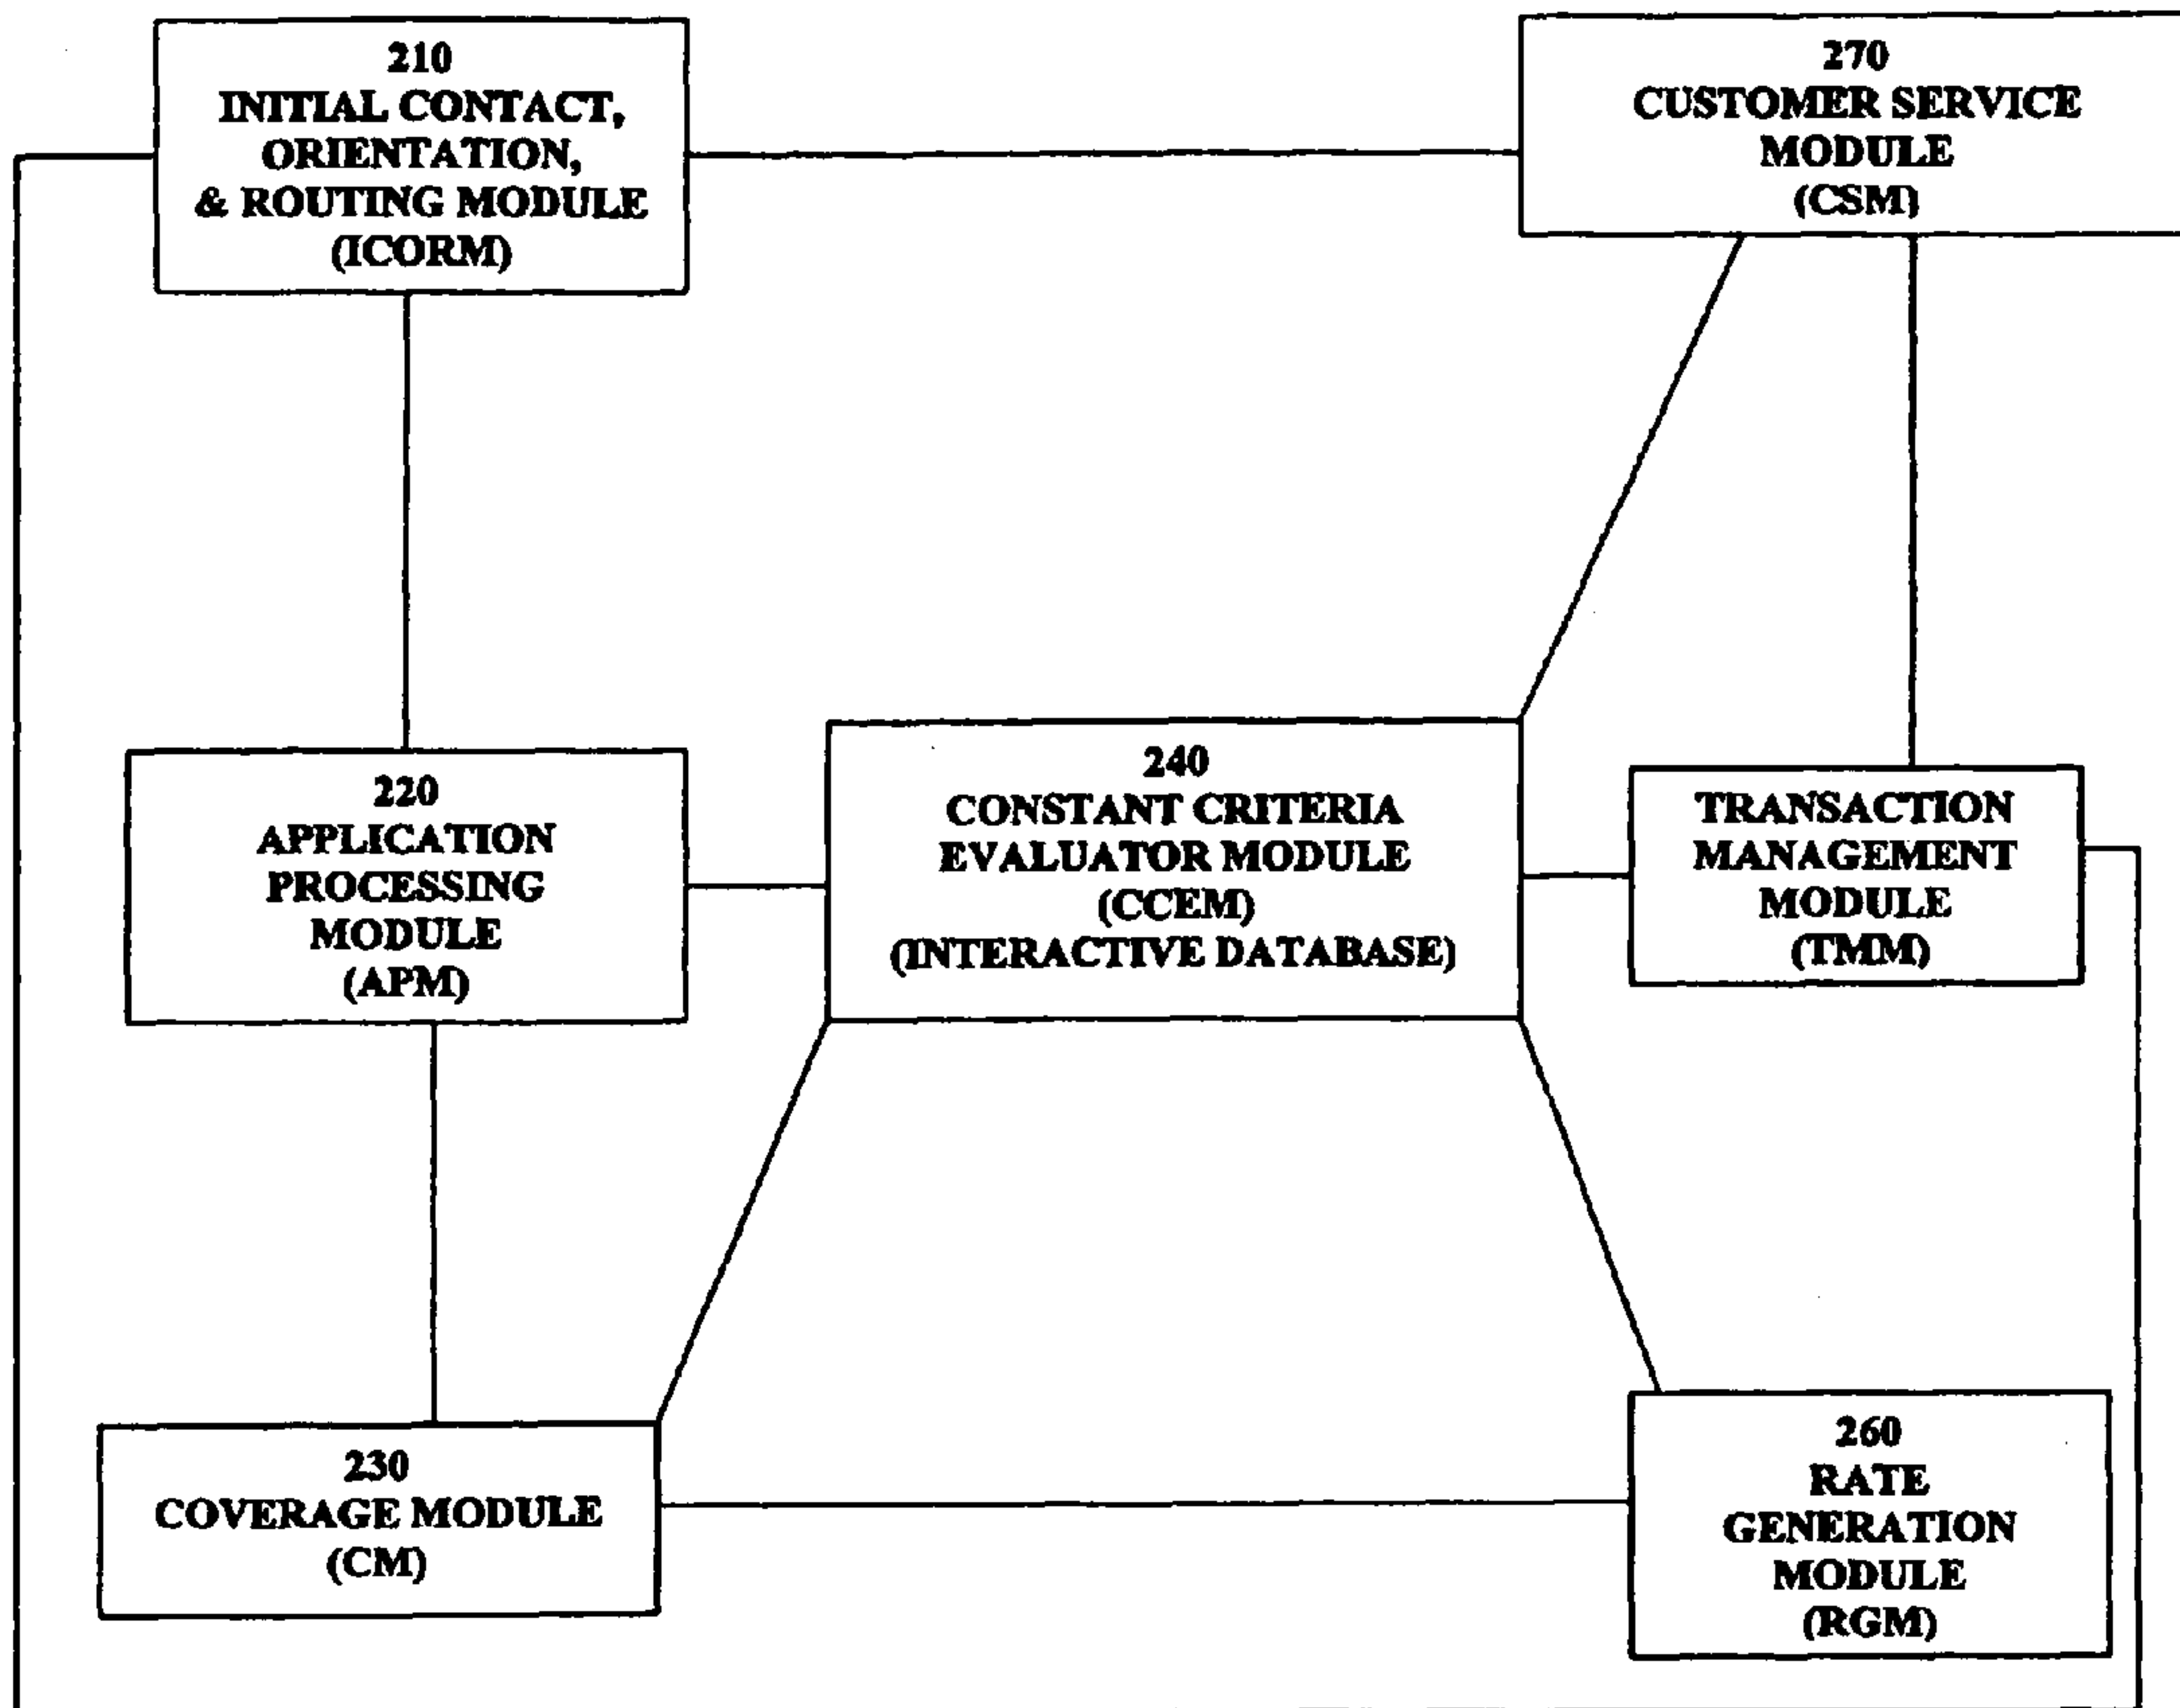 210
INITIAL CONTACT,
ORIENTATION,
& ROUTING MODULE
(ICORM)
270
CUSTOMER SERVICE
MODULE
(CSM)
220
APPLICATION
PROCESSING
MODULE
(APM)
240
CONSTANT CRITERIA
EVALUATOR MODULE
(CCEM)
(INTERACTIVE DATABASE)
TRANSACTION
MANAGEMENT
MODULE
(TMM)
230
COVERAGE MODULE
(CM)
260
RATE
GENERATION
MODULE
(RGM)